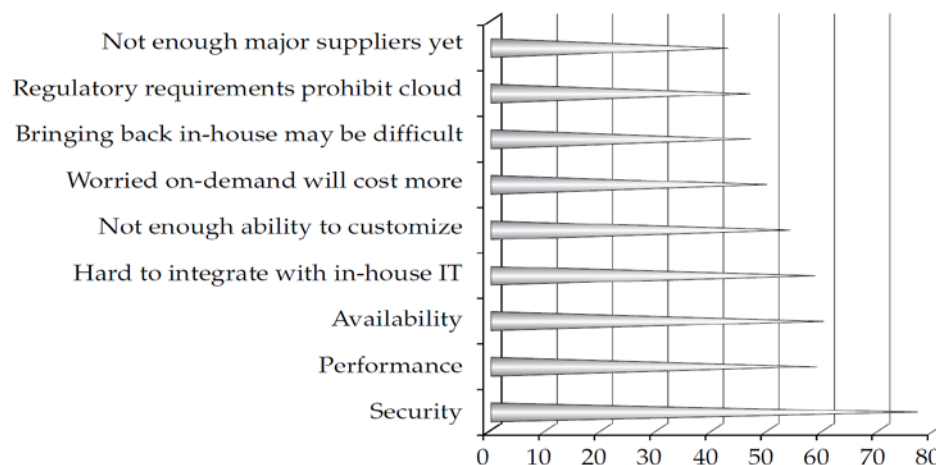 Not enough major suppliers yet
Regulatory requirements prohibit cloud
Bringing back in-house may be difficult
Worried on-demand will cost more
Not enough ability to customize
Hard to integrate with in-house IT
Availability
Performance
Security
0 10 20 30 40 50 60 70 80